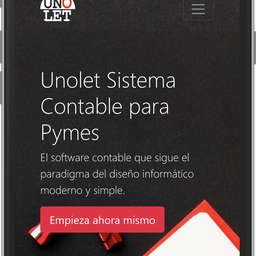 UNO
LET
Unolet Sistema
Contable para
Pymes
El software contable que sigue el
paradigma del diseño informático
moderno y simple.
Empieza ahora mismo